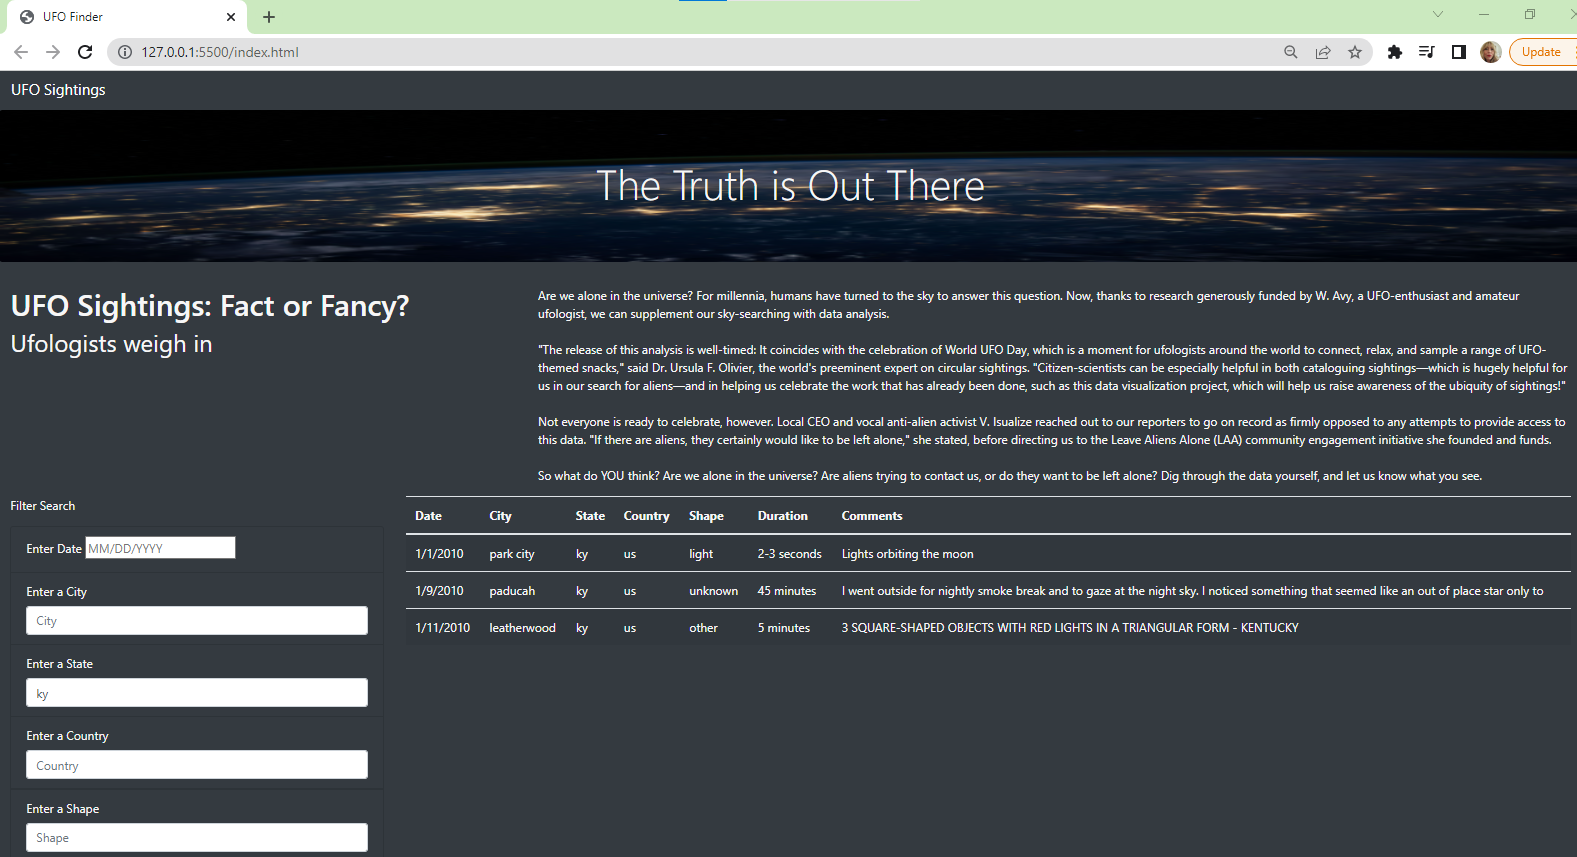 UFO Finder
127.0.0.1:5500/index.html
Update
UFO Sightings
The Truth is Out There
UFO Sightings: Fact or Fancy?
Ufologists weigh in
Are we alone in the universe? For millennia, humans have turned to the sky to answer this question. Now, thanks to research generously funded by W. Avy, a UFO-enthusiast and amateur
ufologist, we can supplement our sky-searching with data analysis.
"The release of this analysis is well-timed: It coincides with the celebration of World UFO Day, which is a moment for ufologists around the world to connect, relax, and sample a range of UFO-
themed snacks," said Dr. Ursula F. Olivier, the world's preeminent expert on circular sightings. "Citizen-scientists can be especially helpful in both cataloguing sightings—which is hugely helpful for
us in our search for aliens—and in helping us celebrate the work that has already been done, such as this data visualization project, which will help us raise awareness of the ubiquity of sightings!"
Not everyone is ready to celebrate, however. Local CEO and vocal anti-alien activist V. Isualize reached out to our reporters to go on record as firmly opposed to any attempts to provide access to
this data. "If there are aliens, they certainly would like to be left alone," she stated, before directing us to the Leave Aliens Alone (LAA) community engagement initiative she founded and funds.
So what do YOU think? Are we alone in the universe? Are aliens trying to contact us, or do they want to be left alone? Dig through the data yourself, and let us know what you see.
Filter Search
Enter Date MM/DD/YYYY
Enter a City
City
Enter a State
ky
Enter a Country
Country
Enter a Shape
Shape
Date City State Country Shape Duration Comments
1/1/2010 park city ky us light 2-3 seconds Lights orbiting the moon
1/9/2010 paducah ky us unknown 45 minutes I went outside for nightly smoke break and to gaze at the night sky. I noticed something that seemed like an out of place star only to
1/11/2010 leatherwood ky us other 5 minutes 3 SQUARE-SHAPED OBJECTS WITH RED LIGHTS IN A TRIANGULAR FORM - KENTUCKY